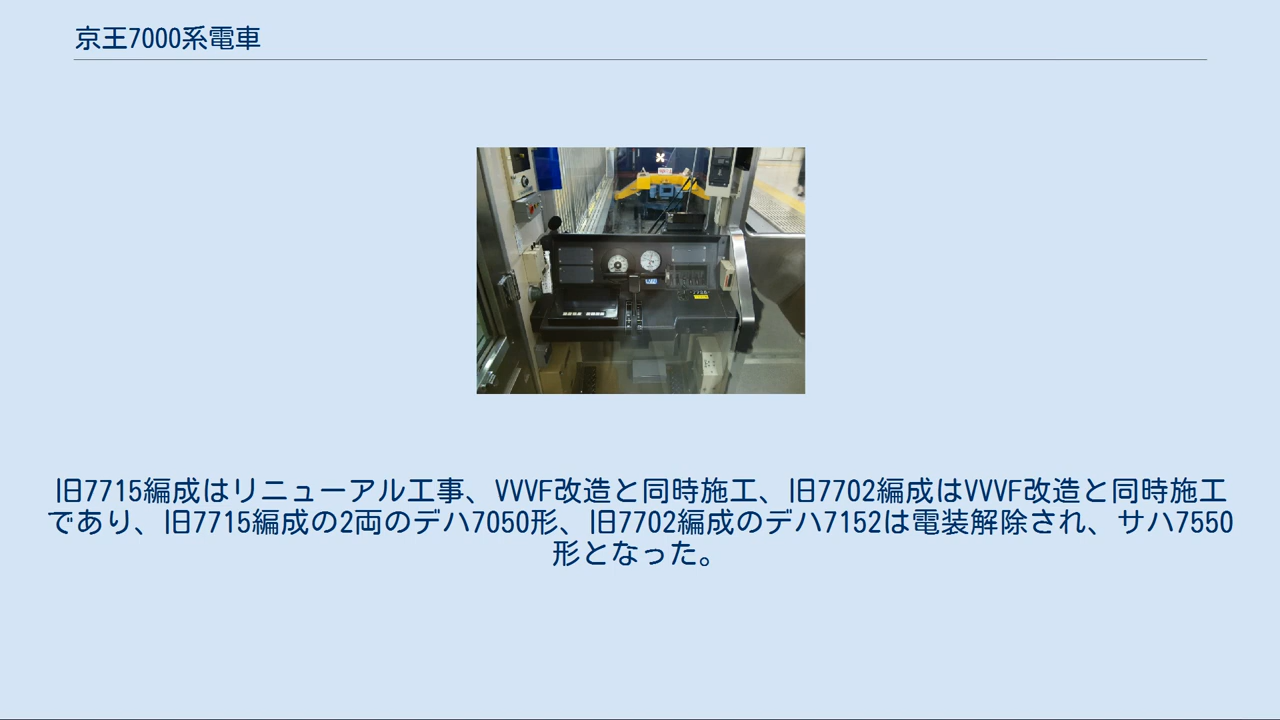 京王7000系電車
旧7715編成はリニューアル工事、VVVF改造と同時施工、旧7702編成はVVVF改造と同時施工
であり、旧7715編成の2両のデハ7050形、旧7702編成のデハ7152は電装解除され、サハ7550
形となった。